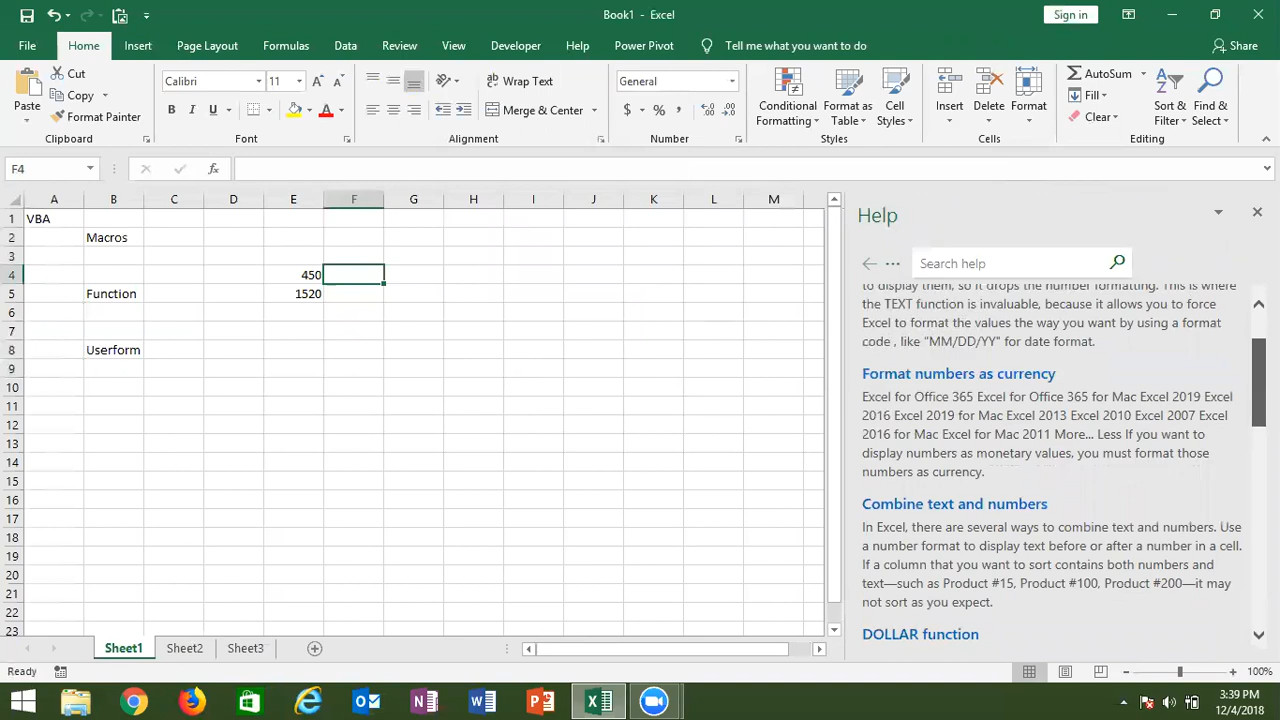 Book1 - Excel
Sign in
File Home Insert Page Layout Formulas Data Review View Developer Help Power Pivot Tell me what you want to do Share
Paste
Cut
Copy
Format Painter
Clipboard
Calibri 11
B I U A
Font
Wrap Text
Merge & Center
Alignment
General
$ % ,
Number
Conditional Formatting
Format as Table
Cell Styles
Styles
Insert
Delete
Format
Cells
AutoSum
Fill
Clear
Sort & Filter
Find & Select
Editing
F4
fx
A B C D E F G H I J K L M
1 VBA
2 Macros
3
4 450
5 Function 1520
6
7
8 Userform
9
10
11
12
13
14
15
16
17
18
19
20
21
22
23
Help
Search help
to display them, so it drops the number formatting. This is where
the TEXT function is invaluable, because it allows you to force
Excel to format the values the way you want by using a format
code , like "MM/DD/YY" for date format.
Format numbers as currency
Excel for Office 365 Excel for Office 365 for Mac Excel 2019 Excel
2016 Excel 2019 for Mac Excel 2013 Excel 2010 Excel 2007 Excel
2016 for Mac Excel for Mac 2011 More... Less If you want to
display numbers as monetary values, you must format those
numbers as currency.
Combine text and numbers
In Excel, there are several ways to combine text and numbers. Use
a number format to display text before or after a number in a cell.
If a column that you want to sort contains both numbers and
text—such as Product #15, Product #100, Product #200—it may
not sort as you expect.
DOLLAR function
Sheet1 Sheet2 Sheet3
Ready
100%
3:39 PM
12/4/2018